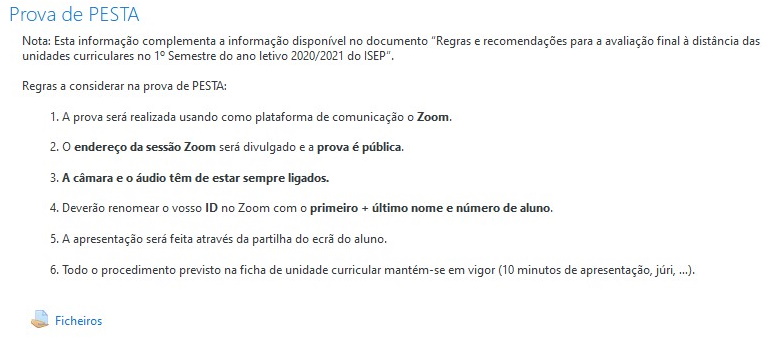 Prova de PESTA
Nota: Esta informação complementa a informação disponível no documento "Regras e recomendações para a avaliação final à distância das
unidades curriculares no 1º Semestre do ano letivo 2020/2021 do ISEP".
Regras a considerar na prova de PESTA:
1. A prova será realizada usando como plataforma de comunicação o Zoom.
2. O endereço da sessão Zoom será divulgado e a prova é pública.
3. A câmara e o áudio têm de estar sempre ligados.
4. Deverão renomear o vosso ID no Zoom com o primeiro + último nome e número de aluno.
5. A apresentação será feita através da partilha do ecrã do aluno.
6. Todo o procedimento previsto na ficha de unidade curricular mantém-se em vigor (10 minutos de apresentação, júri, ...).
Ficheiros